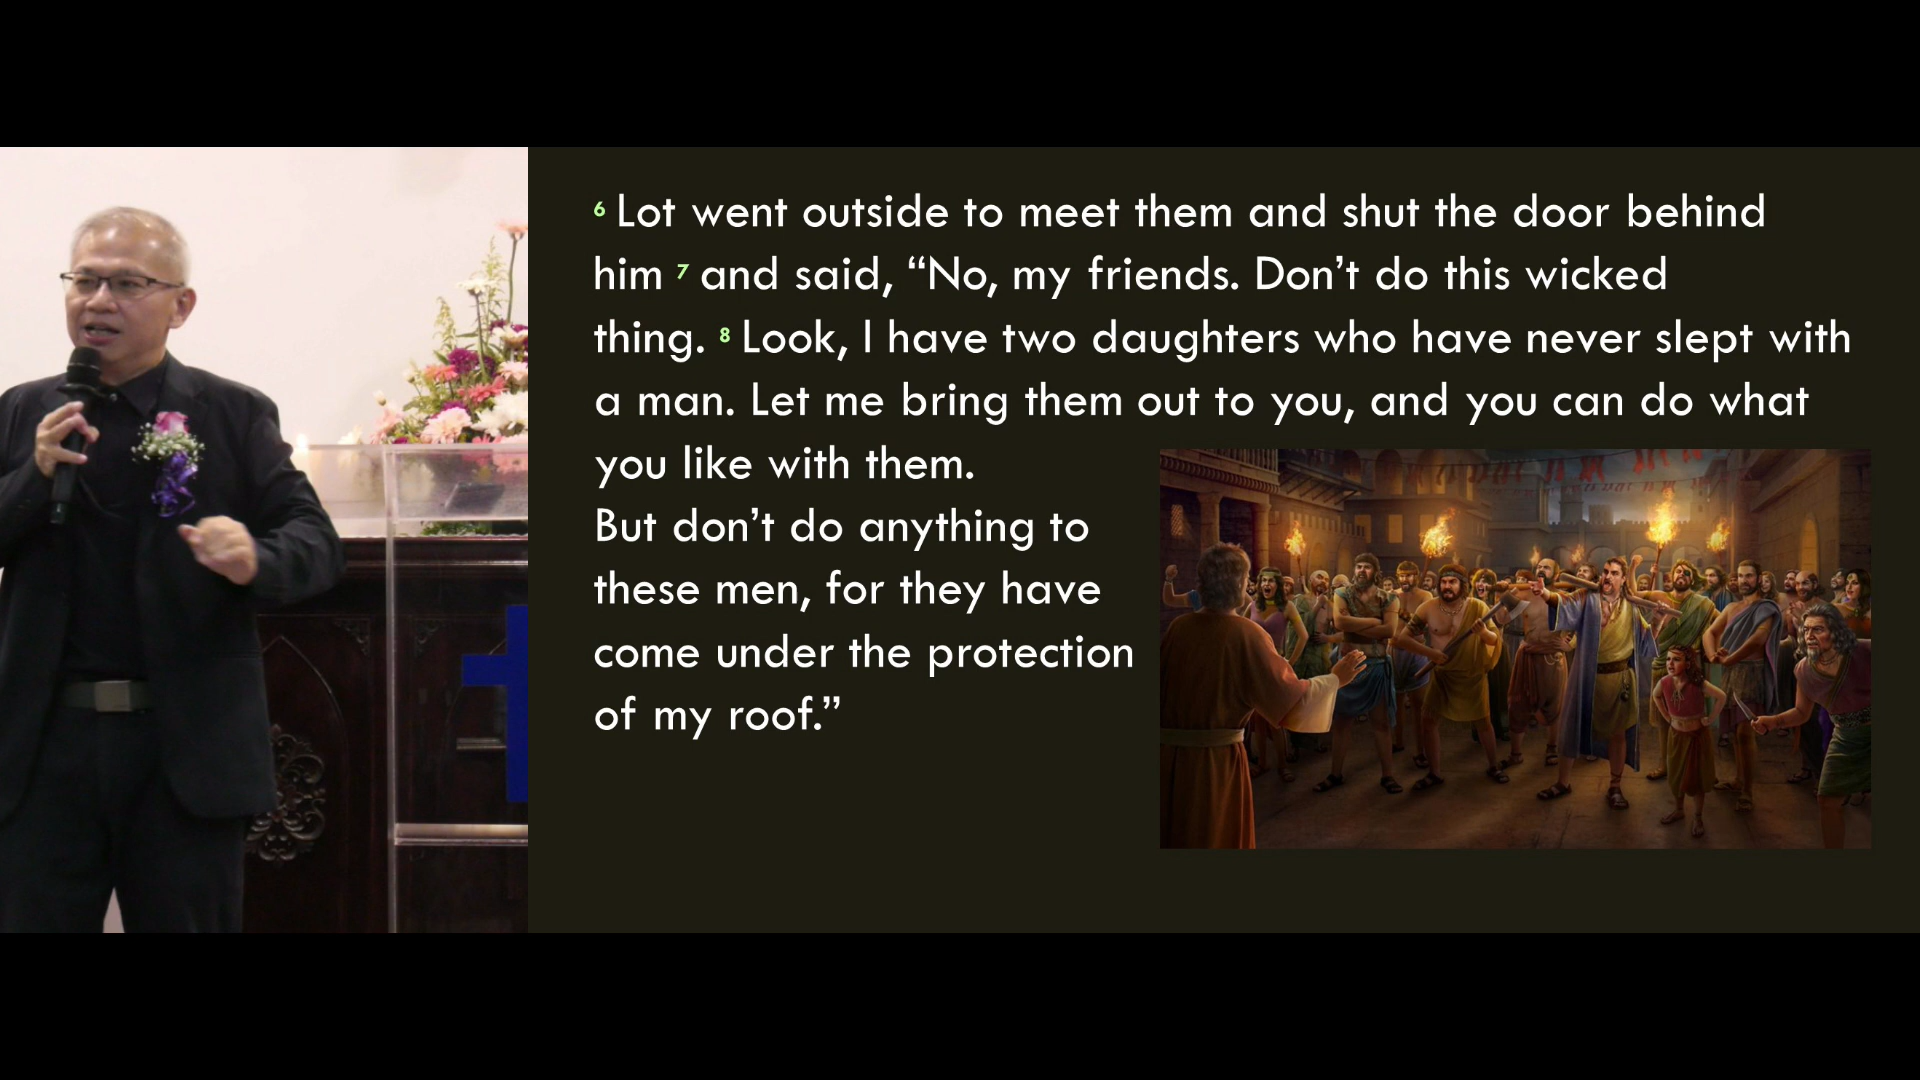 6 Lot went outside to meet them and shut the door behind
him 7 and said, “No, my friends. Don’t do this wicked
thing. 8 Look, I have two daughters who have never slept with
a man. Let me bring them out to you, and you can do what
you like with them.
But don’t do anything to
these men, for they have
come under the protection
of my roof.”